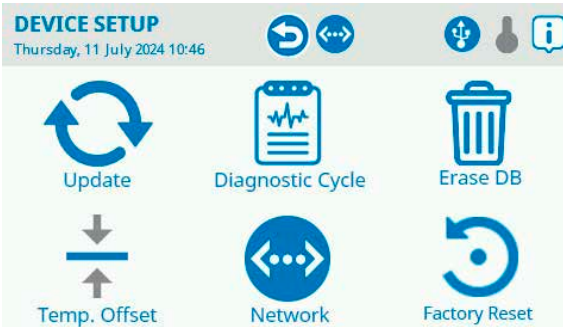 DEVICE SETUP
Thursday, 11 July 2024 10:46
i
Update
Diagnostic Cycle
Erase DB
Temp. Offset
Network
Factory Reset